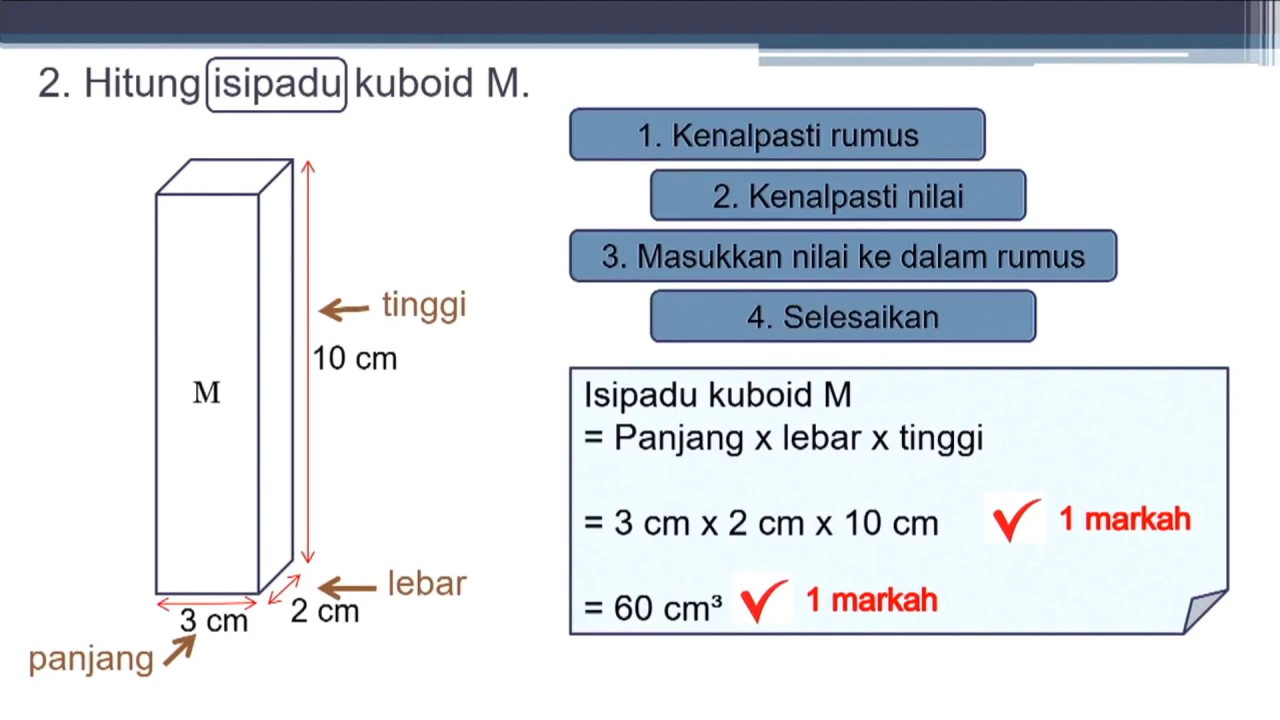 2. Hitung isipadu kuboid M.
1. Kenalpasti rumus
2. Kenalpasti nilai
3. Masukkan nilai ke dalam rumus
4. Selesaikan
tinggi
10 cm
M
lebar
2 cm
3 cm
panjang
Isipadu kuboid M
= Panjang x lebar x tinggi
= 3 cm x 2 cm x 10 cm 1 markah
= 60 cm³ 1 markah